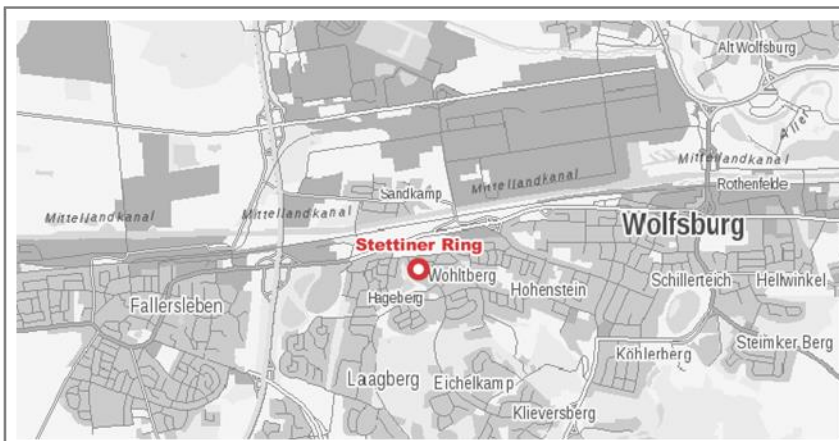 Alt Wolfsburg
Aller
Mittellandkanal
Sandkamp
Mittellandkanal
Rothenfelde
Mittellandkanal
Mittellandkanal
Wolfsburg
Stettiner Ring
Wohltberg
Schillerteich
Hellwinkel
Hohenstein
Hageberg
Fallersleben
Steimker Berg
Köhlerberg
Laagberg
Eichelkamp
Klieversberg